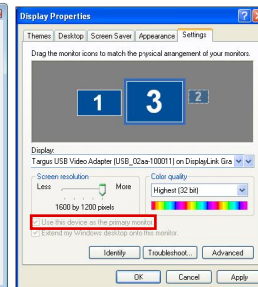 Display Properties
Themes Desktop Screen Saver Appearance Settings
Drag the monitor icons to match the physical arrangement of your monitors.
1 3 2
Display:
Targus USB Video Adapter (USB_02aa-100011) on DisplayLink Gra
Screen resolution
Less More
1600 by 1200 pixels
Color quality
Highest (32 bit)
Use this device as the primary monitor.
Extend my Windows desktop onto this monitor.
Identify Troubleshoot... Advanced
OK Cancel Apply